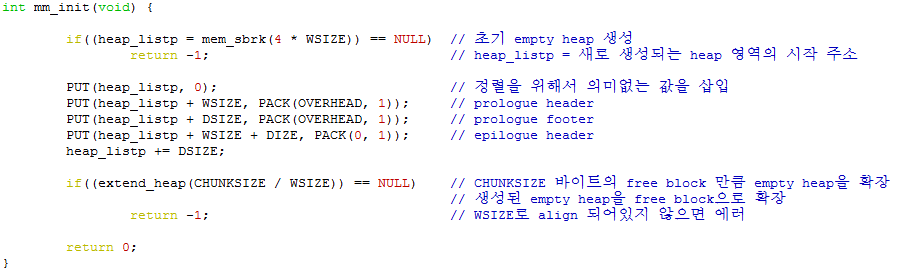 int mm_init(void) {
if((heap_listp = mem_sbrk(4 * WSIZE)) == NULL) // 초기 empty heap 생성
return -1; // heap_listp = 새로 생성되는 heap 영역의 시작 주소
PUT(heap_listp, 0); // 정렬을 위해서 의미없는 값을 삽입
PUT(heap_listp + WSIZE, PACK(OVERHEAD, 1)); // prologue header
PUT(heap_listp + DSIZE, PACK(OVERHEAD, 1)); // prologue footer
PUT(heap_listp + WSIZE + DIZE, PACK(0, 1)); // epilogue header
heap_listp += DSIZE;
if((extend_heap(CHUNKSIZE / WSIZE)) == NULL) // CHUNKSIZE 바이트의 free block 만큼 empty heap을 확장
// 생성된 empty heap을 free block으로 확장
return -1; // WSIZE로 align 되어있지 않으면 에러
return 0;
}